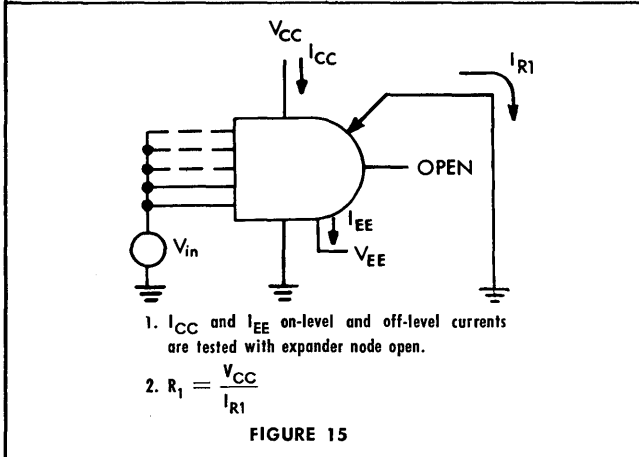 V_CC
I_CC
I_R1
OPEN
I_EE
V_EE
V_in
1. I_CC and I_EE on-level and off-level currents
are tested with expander node open.
2. R_1 = V_CC / I_R1
FIGURE 15